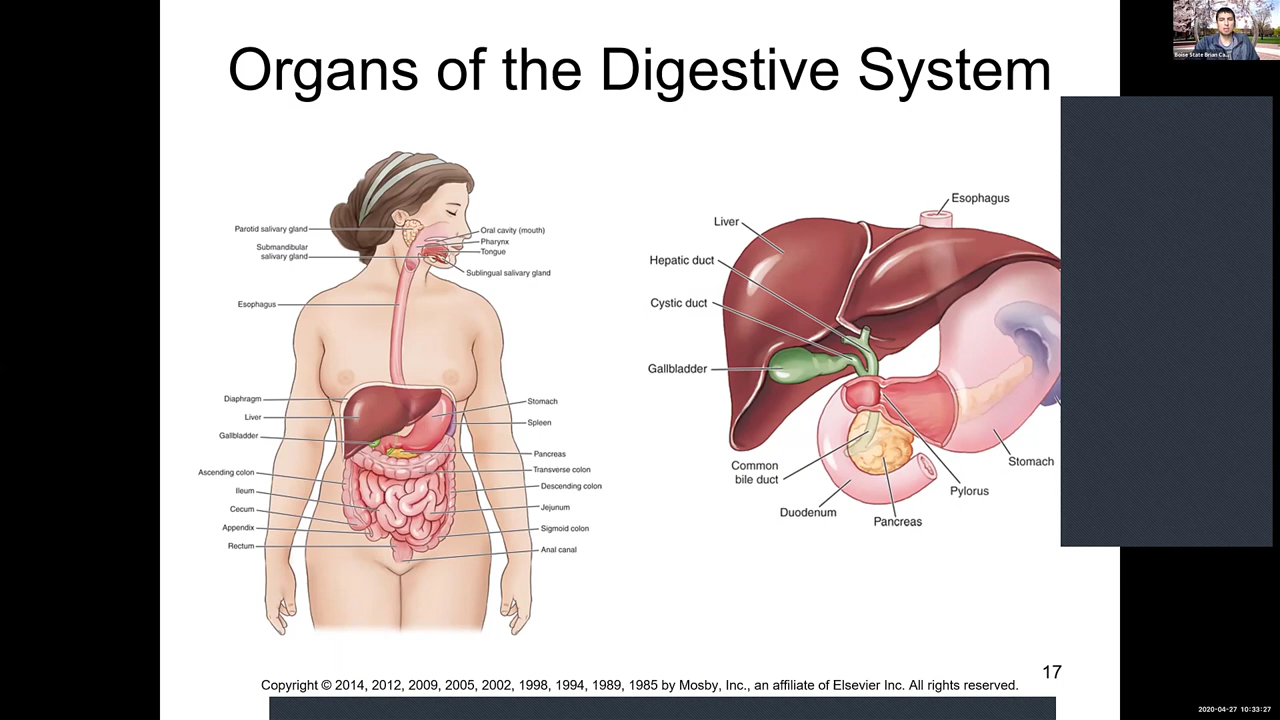 Organs of the Digestive System
Parotid salivary gland
Submandibular
salivary gland
Esophagus
Diaphragm
Liver
Gallbladder
Ascending colon
Ileum
Cecum
Appendix
Rectum
Oral cavity (mouth)
Pharynx
Tongue
Sublingual salivary gland
Stomach
Spleen
Pancreas
Transverse colon
Descending colon
Jejunum
Sigmoid colon
Anal canal
Esophagus
Liver
Hepatic duct
Cystic duct
Gallbladder
Common
bile duct
Duodenum
Pancreas
Pylorus
Stomach
17
Copyright © 2014, 2012, 2009, 2005, 2002, 1998, 1994, 1989, 1985 by Mosby, Inc., an affiliate of Elsevier Inc. All rights reserved.
Boise State Brian Ca...
2020-04-27 10:33:27